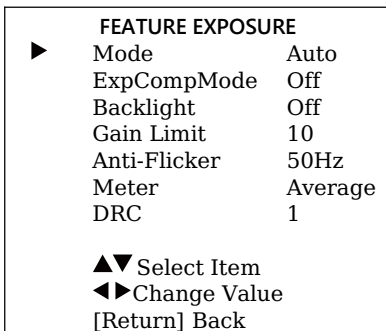 FEATURE EXPOSURE
▶ Mode Auto
ExpCompMode Off
Backlight Off
Gain Limit 10
Anti-Flicker 50Hz
Meter Average
DRC 1
▲▼ Select Item
◀▶Change Value
[Return] Back